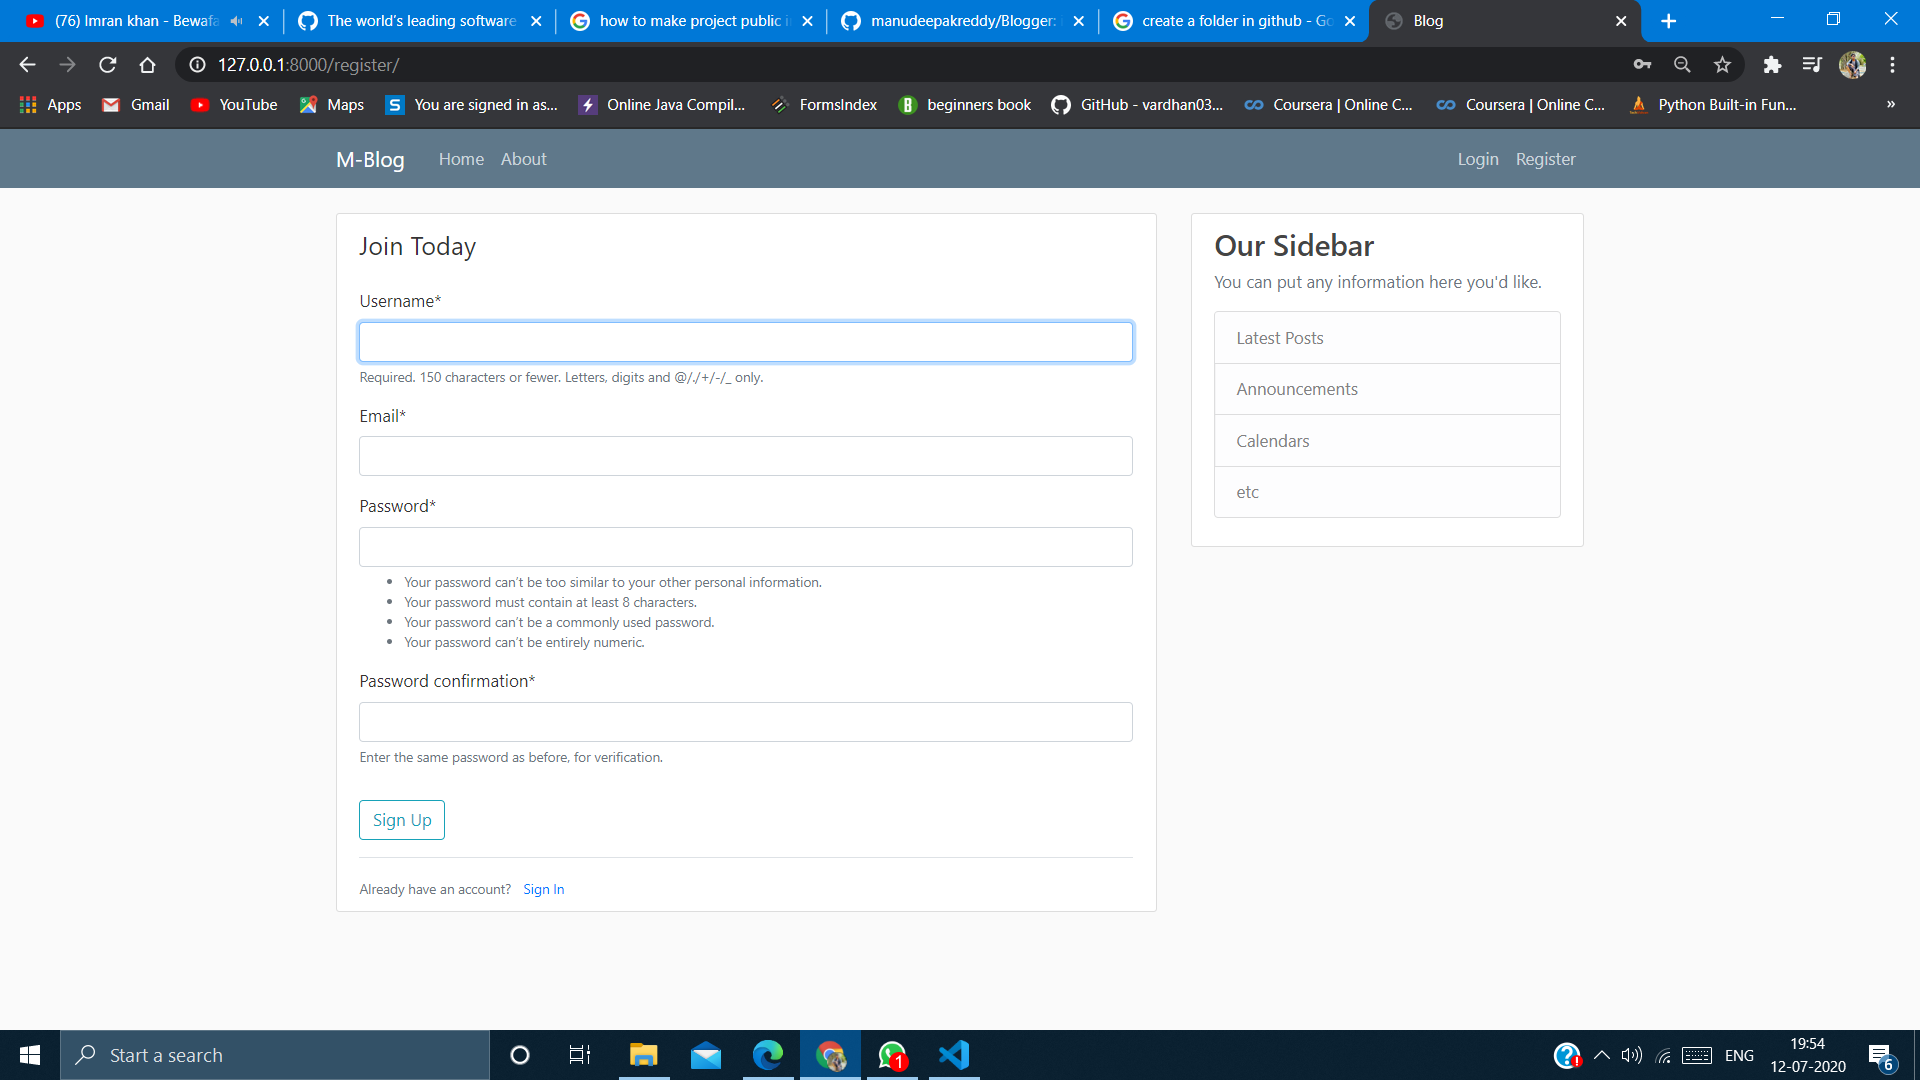 (76) Imran khan - Bewafa
The world's leading software
how to make project public i
manudeepakreddy/Blogger:
create a folder in github - Go
Blog
127.0.0.1:8000/register/
Apps
Gmail
YouTube
Maps
You are signed in as...
Online Java Compil...
FormsIndex
beginners book
GitHub - vardhan03...
Coursera | Online C...
Coursera | Online C...
Python Built-in Fun...
»
M-Blog
Home
About
Login
Register
Join Today
Username*
Required. 150 characters or fewer. Letters, digits and @/./+/-/_ only.
Email*
Password*
Your password can't be too similar to your other personal information.
Your password must contain at least 8 characters.
Your password can't be a commonly used password.
Your password can't be entirely numeric.
Password confirmation*
Enter the same password as before, for verification.
Sign Up
Already have an account? Sign In
Our Sidebar
You can put any information here you'd like.
Latest Posts
Announcements
Calendars
etc
Start a search
1
ENG
19:54
12-07-2020
6